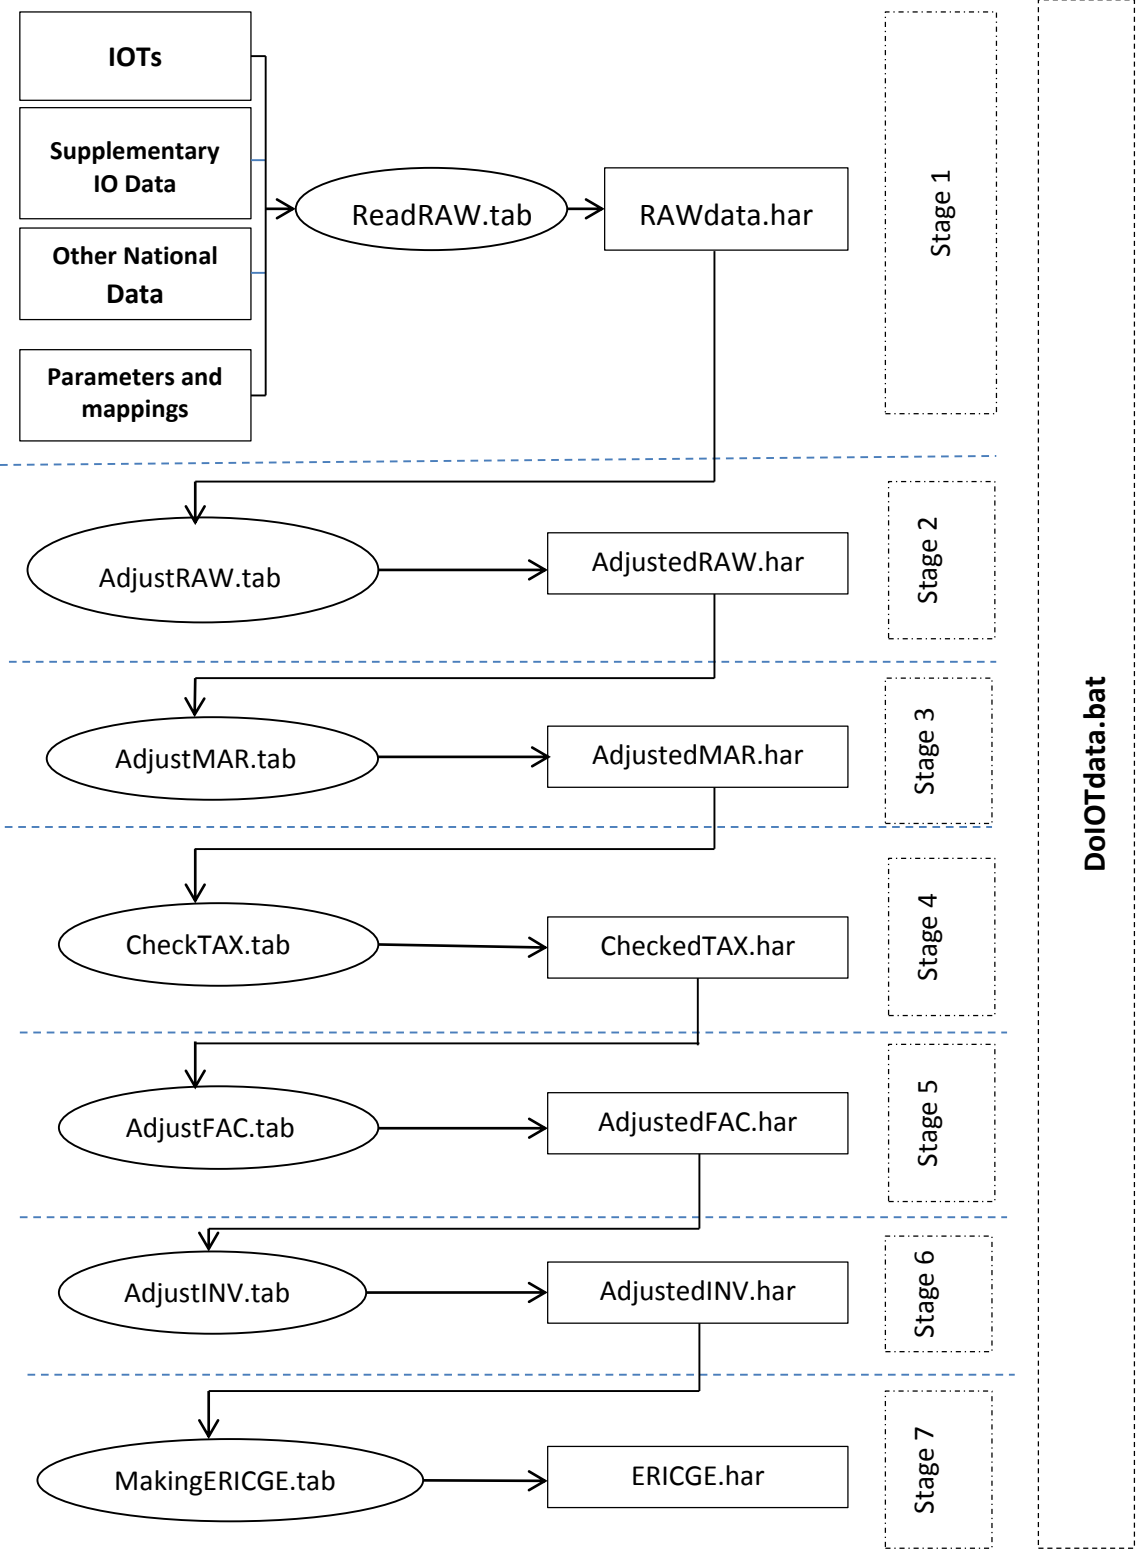 IOTs
Supplementary
IO Data
Other National
Data
Parameters and
mappings
ReadRAW.tab
RAWdata.har
Stage 1
AdjustRAW.tab
AdjustedRAW.har
Stage 2
AdjustMAR.tab
AdjustedMAR.har
Stage 3
CheckTAX.tab
CheckedTAX.har
Stage 4
AdjustFAC.tab
AdjustedFAC.har
Stage 5
AdjustINV.tab
AdjustedINV.har
Stage 6
MakingERICGE.tab
ERICGE.har
Stage 7
DoIOTdata.bat